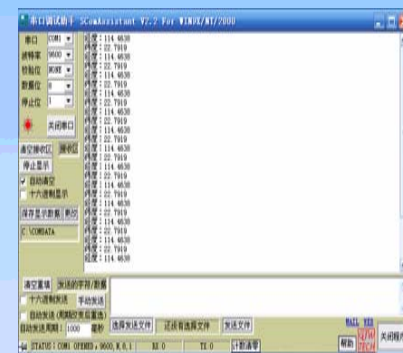 串口调试助手 SComAssistant V2.2 For WIN9X/NT/2000
串口 COM1
波特率 9600
校验位 NONE
数据位 8
停止位 1
关闭串口
清空接收区 接收区
停止显示
自动清空
十六进制显示
保存显示数据 更改
C:\COMDATA
经度：114.4638
纬度：22.7919
经度：114.4638
纬度：22.7919
经度：114.4638
纬度：22.7919
经度：114.4638
纬度：22.7919
经度：114.4638
纬度：22.7919
经度：114.4638
纬度：22.7919
经度：114.4638
纬度：22.7919
经度：114.4638
纬度：22.7919
经度：114.4638
纬度：22.7919
经度：114.4638
纬度：22.7919
经度：114.4638
纬度：22.7919
经度：114.4638
清空重填 发送的字符/数据
十六进制发送 手动发送
自动发送（周期改变后重选）
自动发送周期： 1000 毫秒 选择发送文件 还没有选择文件 发送文件
MAIL WEB
帮助 GJW TECH 关闭程序
STATUS：COM1 OPENED，9600，N，8，1 RX:0 TX:0 计数清零